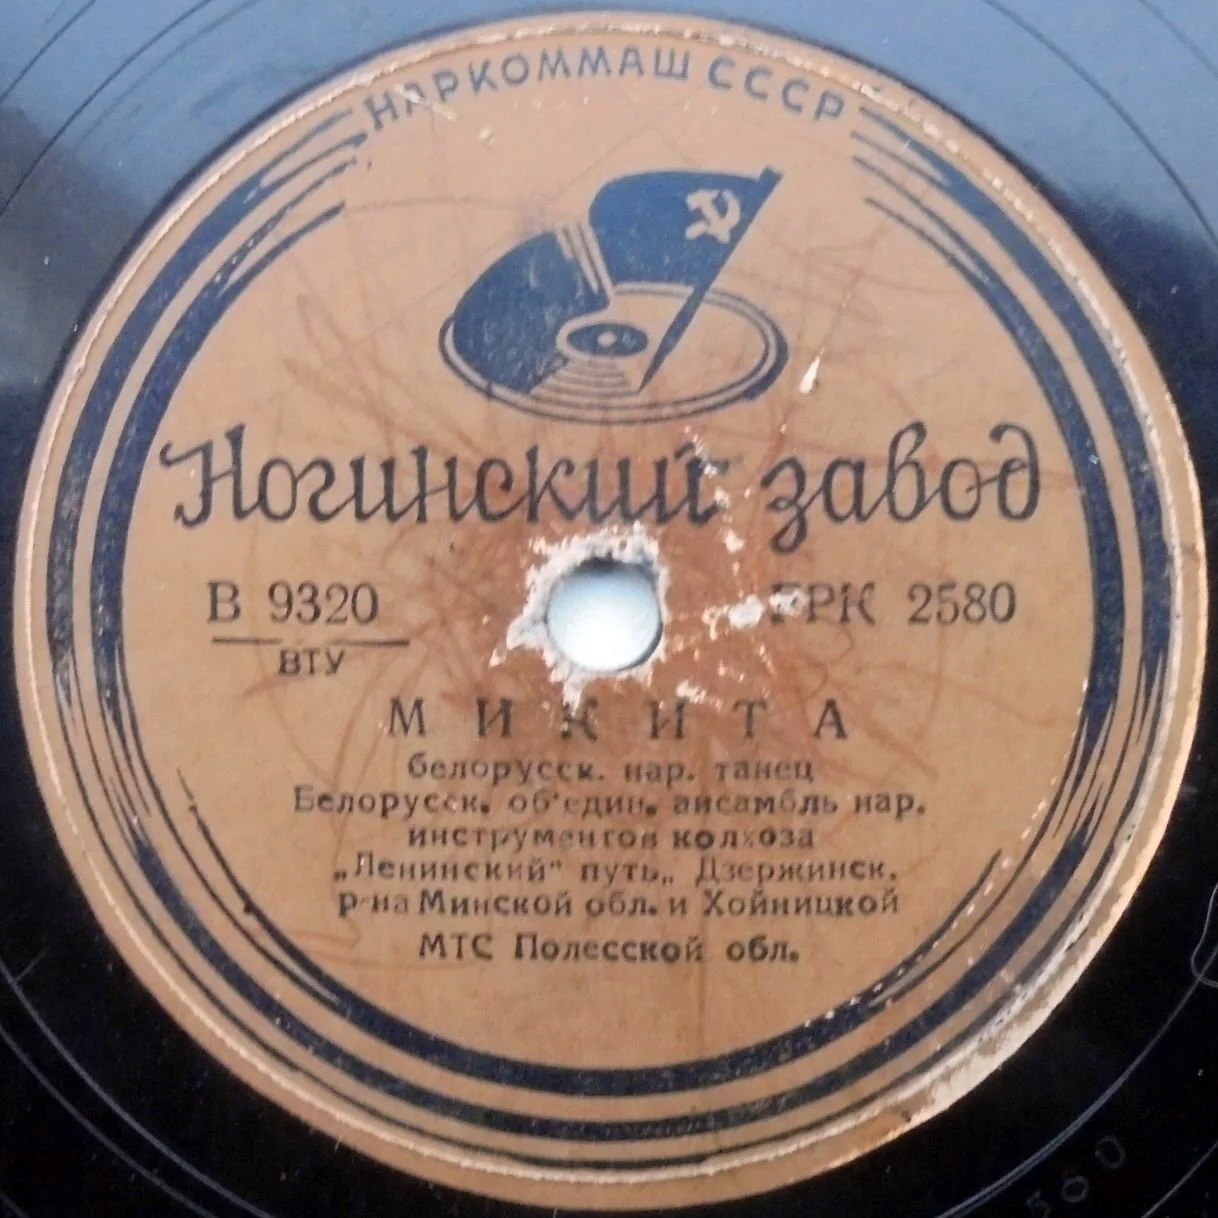 НАРКОММАШ СССР
Ногинский завод
В 9320 ГРК 2580
ВТУ
МИКИТА
белорусск. нар. танец
Белорусск. об'един. ансамбль нар.
инструментов колхоза
„Ленинский" путь„ Дзержинск.
р-на Минской обл. и Хойницкой
МТС Полесской обл.